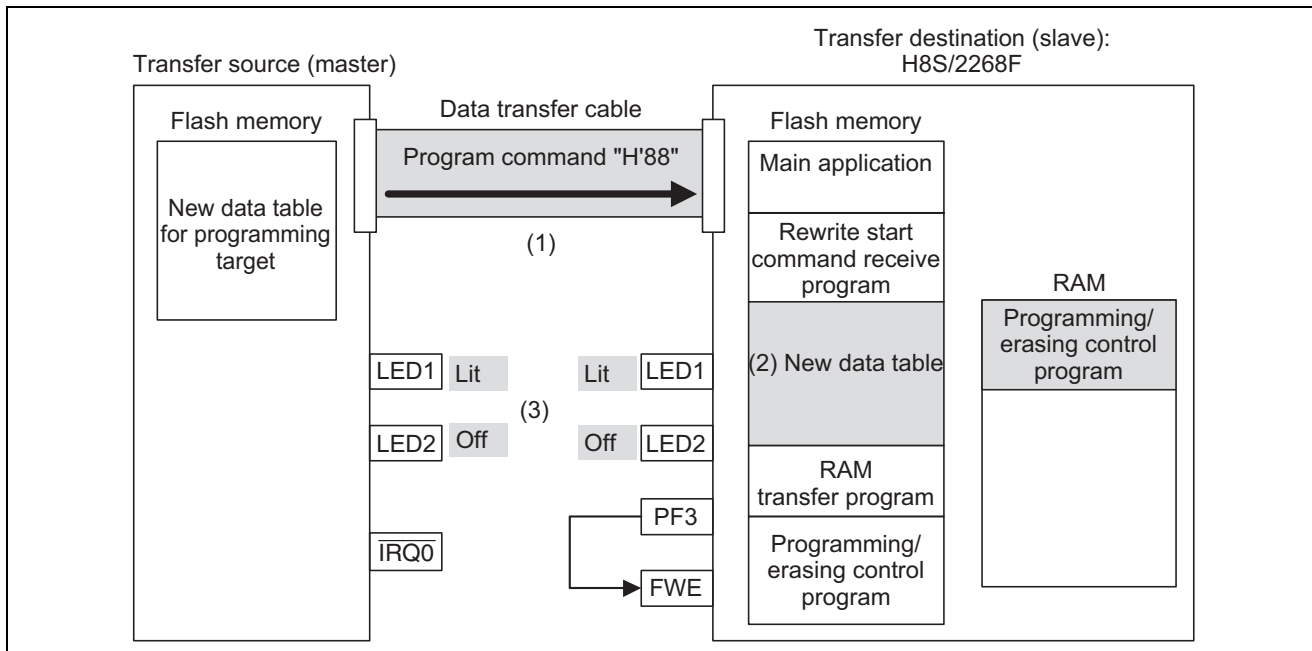 Transfer source (master)
Flash memory
New data table
for programming
target
Data transfer cable
Program command "H'88"
(1)
LED1 Lit
LED2 Off
(3)
Lit LED1
Off LED2
IRQ0
PF3
FWE
Transfer destination (slave):
H8S/2268F
Flash memory
Main application
Rewrite start
command receive
program
(2) New data table
RAM
transfer program
Programming/
erasing control
program
RAM
Programming/
erasing control
program